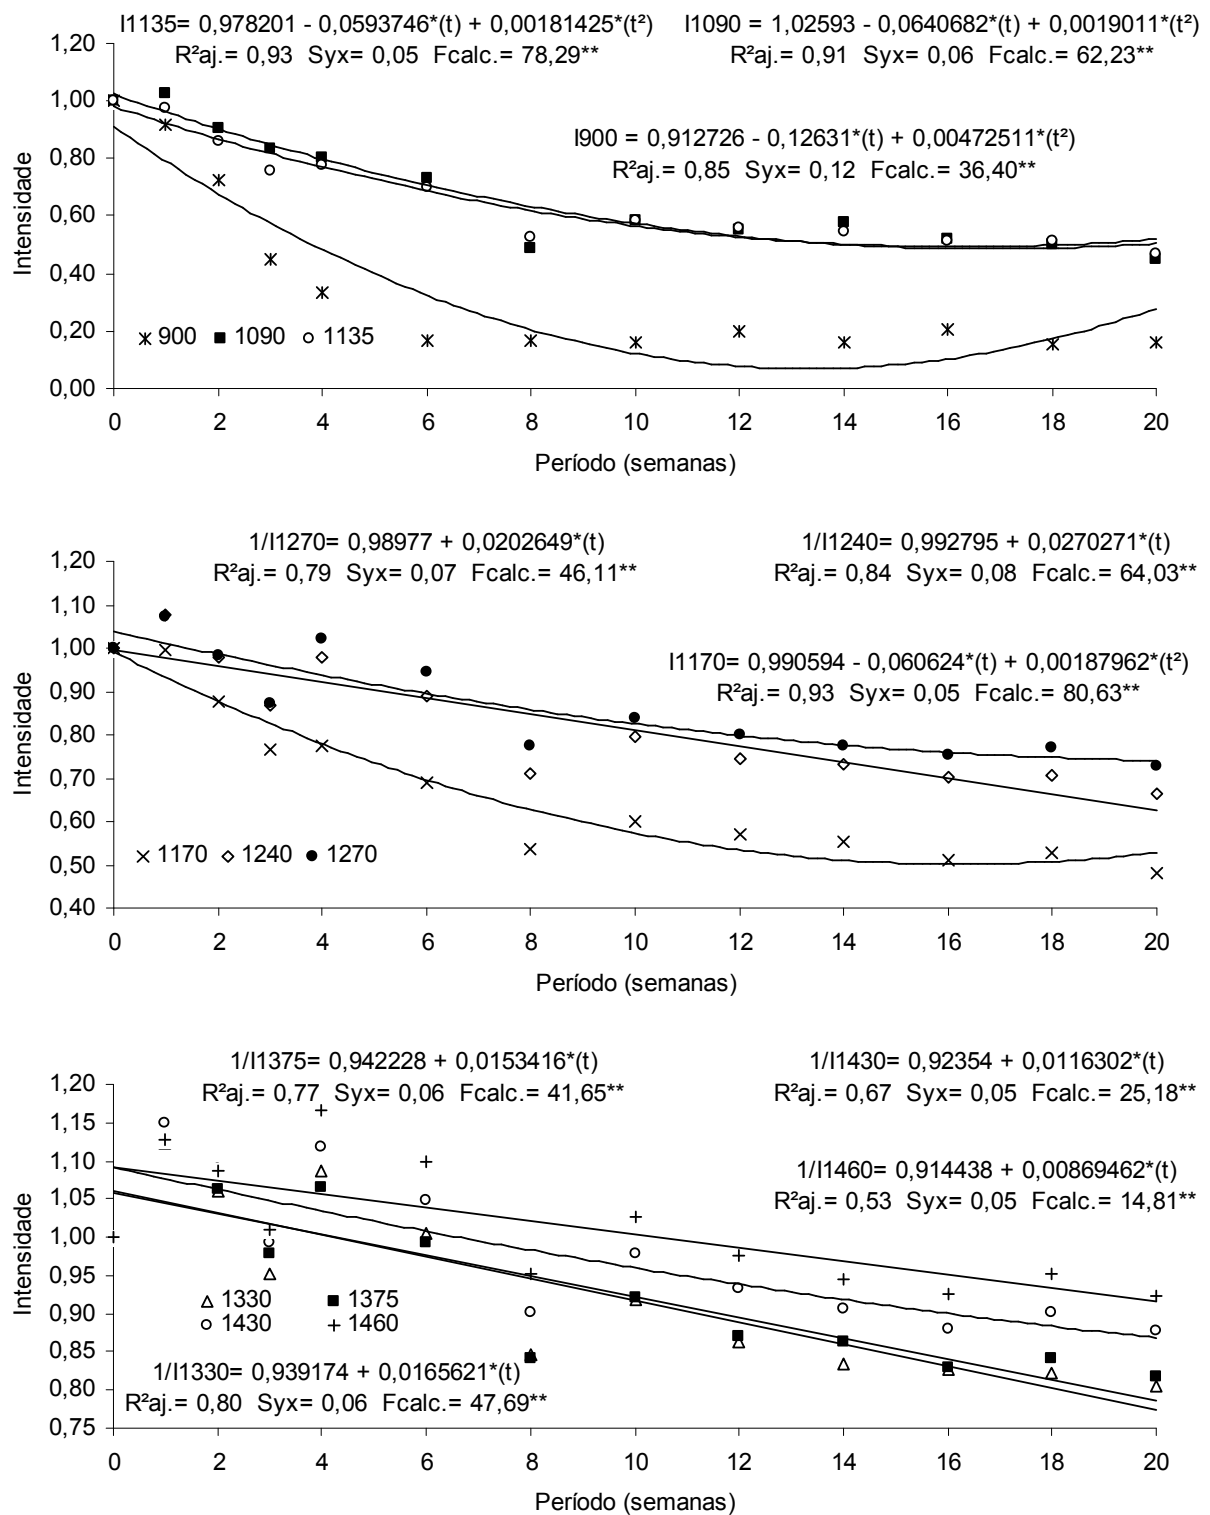 I1135= 0,978201 - 0,0593746*(t) + 0,00181425*(t²)
R²aj.= 0,93 Syx= 0,05 Fcalc.= 78,29**
I1090 = 1,02593 - 0,0640682*(t) + 0,0019011*(t²)
R²aj.= 0,91 Syx= 0,06 Fcalc.= 62,23**
I900 = 0,912726 - 0,12631*(t) + 0,00472511*(t²)
R²aj.= 0,85 Syx= 0,12 Fcalc.= 36,40**
Intensidade
1,20
1,00
0,80
0,60
0,40
0,20
0,00
900 1090 1135
0 2 4 6 8 10 12 14 16 18 20
Período (semanas)
1/I1270= 0,98977 + 0,0202649*(t)
R²aj.= 0,79 Syx= 0,07 Fcalc.= 46,11**
1/I1240= 0,992795 + 0,0270271*(t)
R²aj.= 0,84 Syx= 0,08 Fcalc.= 64,03**
I1170= 0,990594 - 0,060624*(t) + 0,00187962*(t²)
R²aj.= 0,93 Syx= 0,05 Fcalc.= 80,63**
Intensidade
1,20
1,10
1,00
0,90
0,80
0,70
0,60
0,50
0,40
1170 1240 1270
0 2 4 6 8 10 12 14 16 18 20
Período (semanas)
1/I1375= 0,942228 + 0,0153416*(t)
R²aj.= 0,77 Syx= 0,06 Fcalc.= 41,65**
1/I1430= 0,92354 + 0,0116302*(t)
R²aj.= 0,67 Syx= 0,05 Fcalc.= 25,18**
1/I1460= 0,914438 + 0,00869462*(t)
R²aj.= 0,53 Syx= 0,05 Fcalc.= 14,81**
Intensidade
1,20
1,15
1,10
1,05
1,00
0,95
0,90
0,85
0,80
0,75
1330 1375
1430 1460
1/I1330= 0,939174 + 0,0165621*(t)
R²aj.= 0,80 Syx= 0,06 Fcalc.= 47,69**
0 2 4 6 8 10 12 14 16 18 20
Período (semanas)